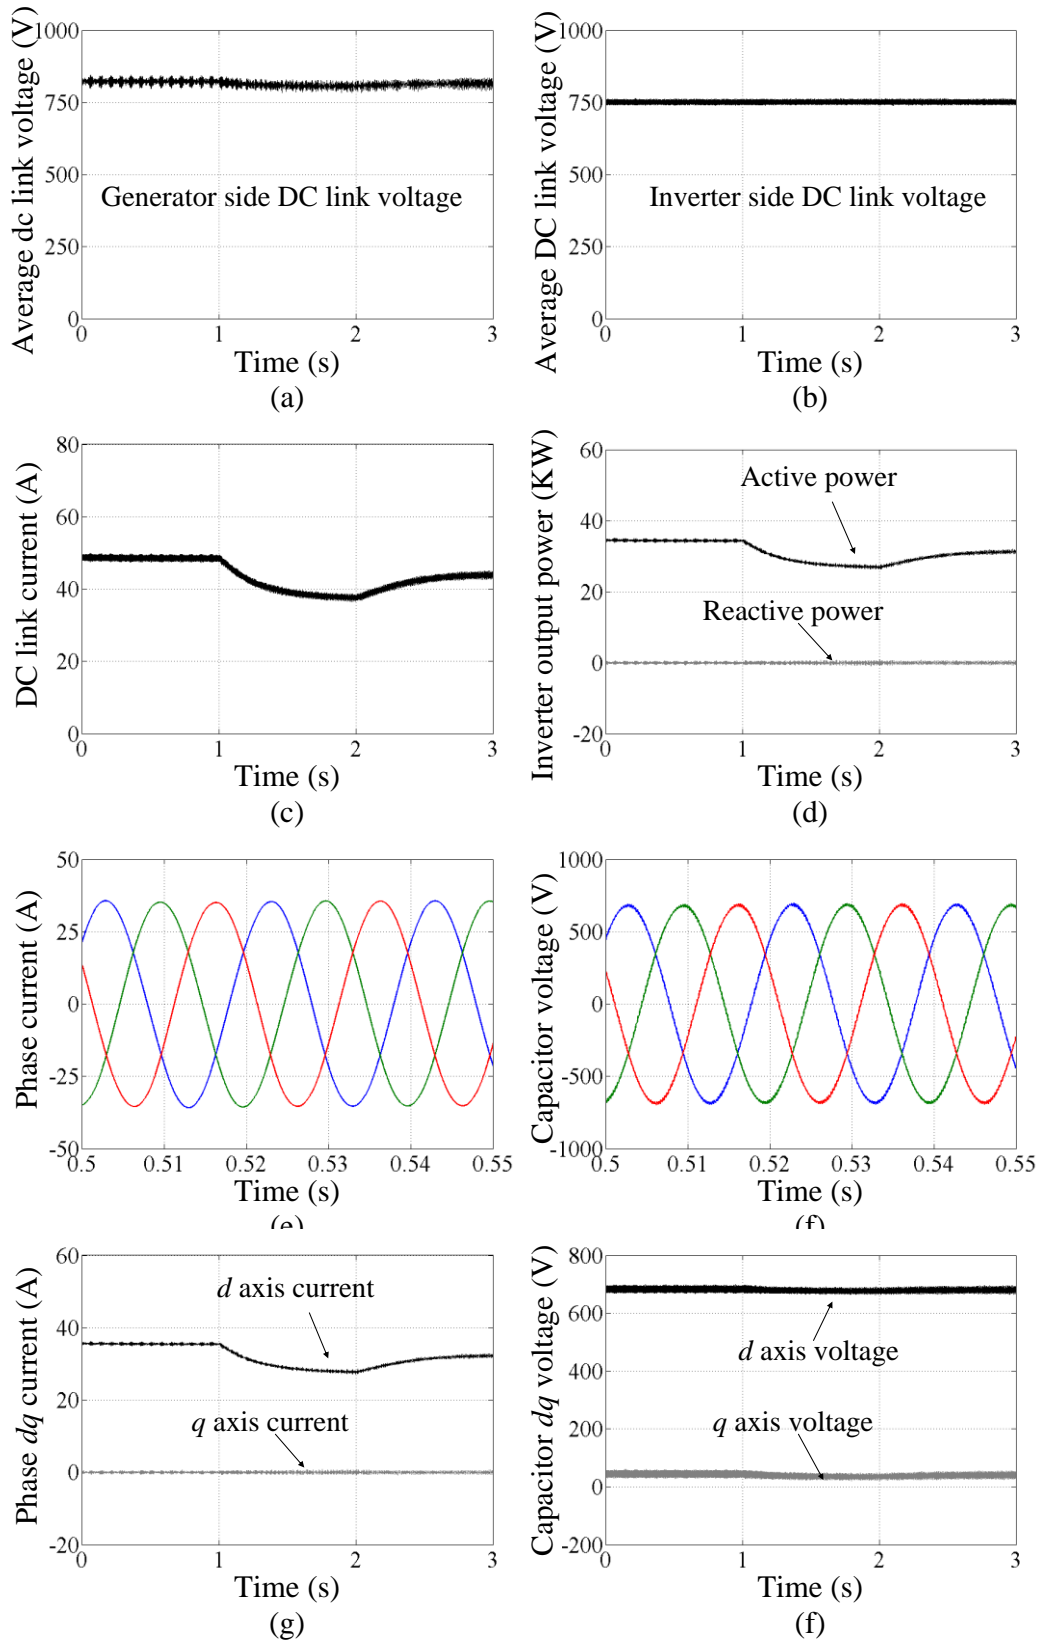 Average dc link voltage (V)
1000
750
500
250
0
Generator side DC link voltage
0 1 2 3
Time (s)
(a)
Average DC link voltage (V)
1000
750
500
250
0
Inverter side DC link voltage
0 1 2 3
Time (s)
(b)
DC link current (A)
80
60
40
20
0
0 1 2 3
Time (s)
(c)
Inverter output power (KW)
60
40
20
0
-20
Active power
Reactive power
0 1 2 3
Time (s)
(d)
Phase current (A)
50
25
0
-25
-50
0.5 0.51 0.52 0.53 0.54 0.55
Time (s)
(e)
Capacitor voltage (V)
1000
500
0
-500
-1000
0.5 0.51 0.52 0.53 0.54 0.55
Time (s)
(f)
Phase dq current (A)
60
40
20
0
-20
d axis current
q axis current
0 1 2 3
Time (s)
(g)
Capacitor dq voltage (V)
800
600
400
200
0
-200
d axis voltage
q axis voltage
0 1 2 3
Time (s)
(f)